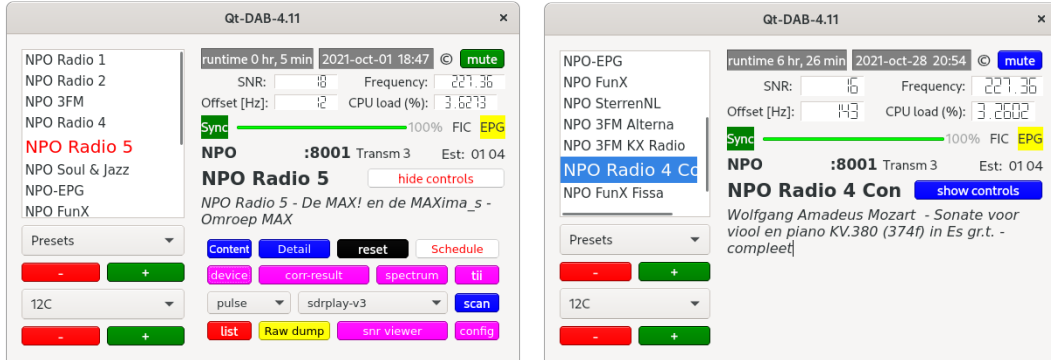 Qt-DAB-4.11 ×
NPO Radio 1
NPO Radio 2
NPO 3FM
NPO Radio 4
NPO Radio 5
NPO Soul & Jazz
NPO-EPG
NPO FunX
Presets
- +
12C
- +
runtime 0 hr, 5 min 2021-oct-01 18:47 © mute
SNR: 18 Frequency: 227.36
Offset [Hz]: 12 CPU load (%): 3.6273
Sync 100% FIC EPG
NPO :8001 Transm 3 Est: 01 04
NPO Radio 5 hide controls
NPO Radio 5 - De MAX! en de MAXima_s -
Omroep MAX
Content Detail reset Schedule
device corr-result spectrum tii
pulse sdrplay-v3 scan
list Raw dump snr viewer config
Qt-DAB-4.11 ×
NPO-EPG
NPO FunX
NPO SterrenNL
NPO 3FM Alterna
NPO 3FM KX Radio
NPO Radio 4 Co
NPO FunX Fissa
Presets
- +
12C
- +
runtime 6 hr, 26 min 2021-oct-28 20:54 © mute
SNR: 16 Frequency: 227.36
Offset [Hz]: 143 CPU load (%): 3.2602
Sync 100% FIC EPG
NPO :8001 Transm 3 Est: 01 04
NPO Radio 4 Con show controls
Wolfgang Amadeus Mozart - Sonate voor
viool en piano KV.380 (374f) in Es gr.t. -
compleet